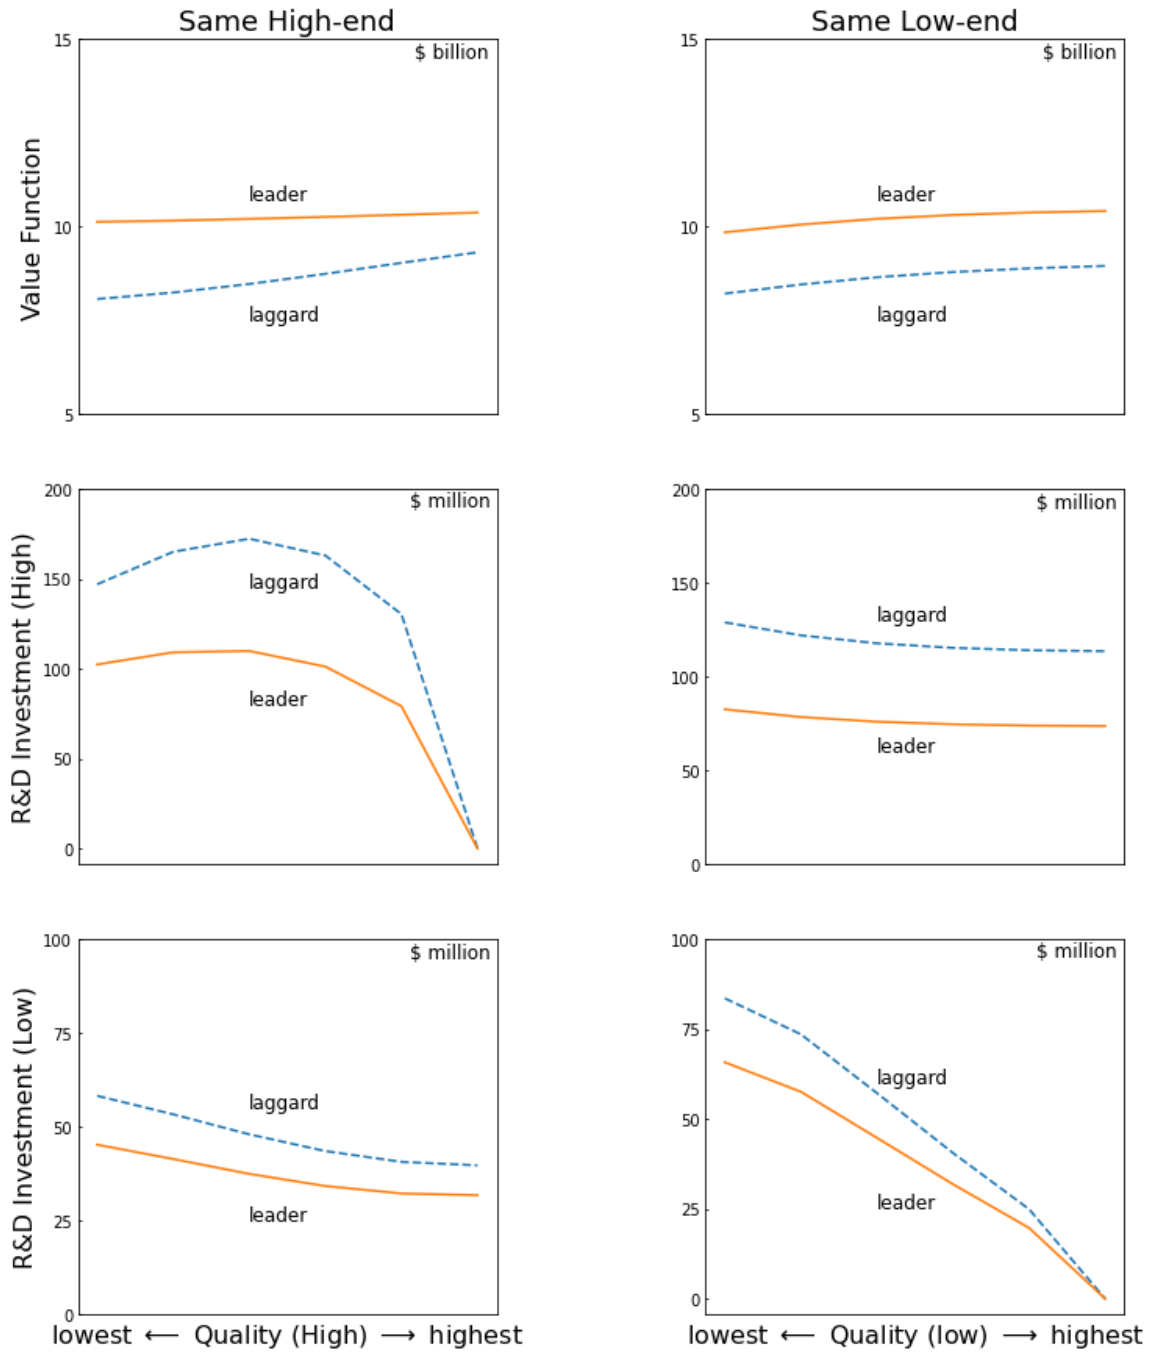 Same High-end
Same Low-end
Value Function
15
10
5
$ billion
leader
laggard
15
10
5
$ billion
leader
laggard
R&D Investment (High)
200
150
100
50
0
$ million
laggard
leader
200
150
100
50
0
$ million
laggard
leader
R&D Investment (Low)
100
75
50
25
0
$ million
laggard
leader
lowest ← Quality (High) → highest
100
75
50
25
0
$ million
laggard
leader
lowest ← Quality (low) → highest